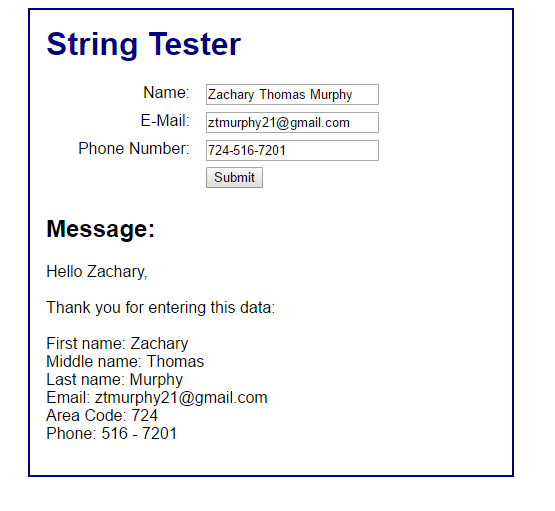 String Tester
Name: Zachary Thomas Murphy
E-Mail: ztmurphy21@gmail.com
Phone Number: 724-516-7201
Submit
Message:
Hello Zachary,
Thank you for entering this data:
First name: Zachary
Middle name: Thomas
Last name: Murphy
Email: ztmurphy21@gmail.com
Area Code: 724
Phone: 516 - 7201